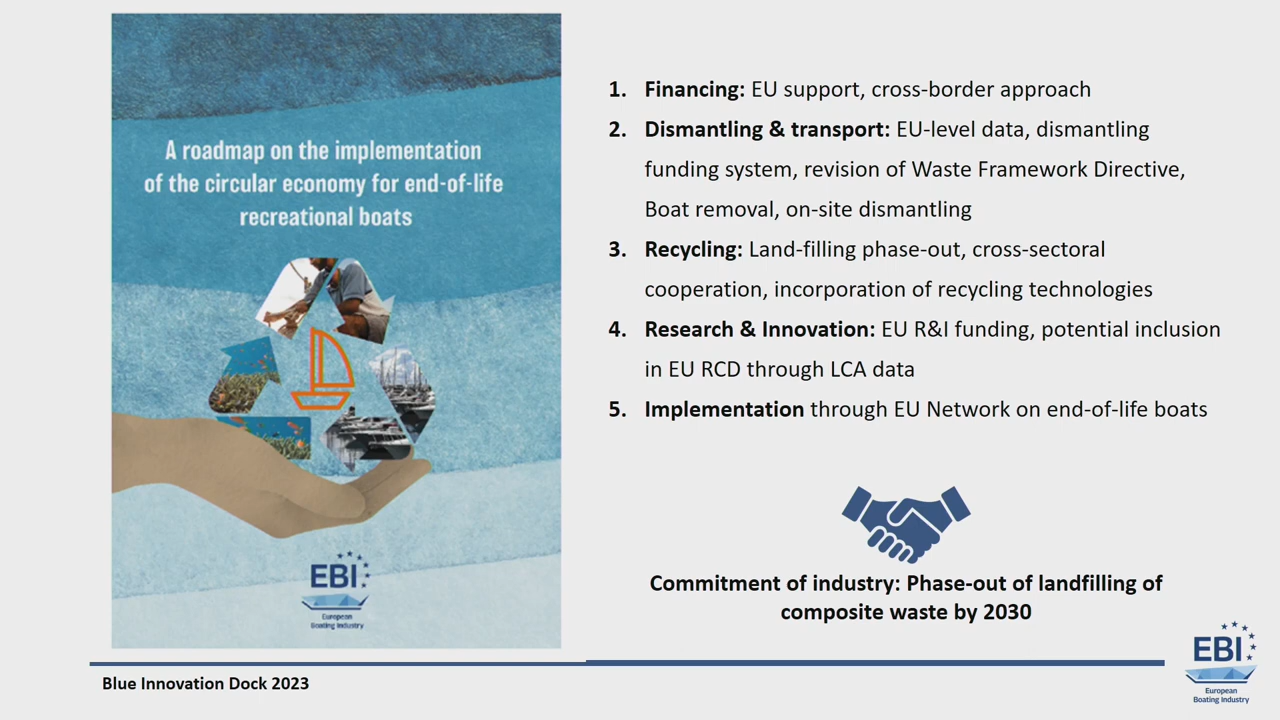 A roadmap on the implementation
of the circular economy for end-of-life
recreational boats
EBI
European
Boating Industry
1. Financing: EU support, cross-border approach
2. Dismantling & transport: EU-level data, dismantling
funding system, revision of Waste Framework Directive,
Boat removal, on-site dismantling
3. Recycling: Land-filling phase-out, cross-sectoral
cooperation, incorporation of recycling technologies
4. Research & Innovation: EU R&I funding, potential inclusion
in EU RCD through LCA data
5. Implementation through EU Network on end-of-life boats
Commitment of industry: Phase-out of landfilling of
composite waste by 2030
Blue Innovation Dock 2023
EBI
European
Boating Industry